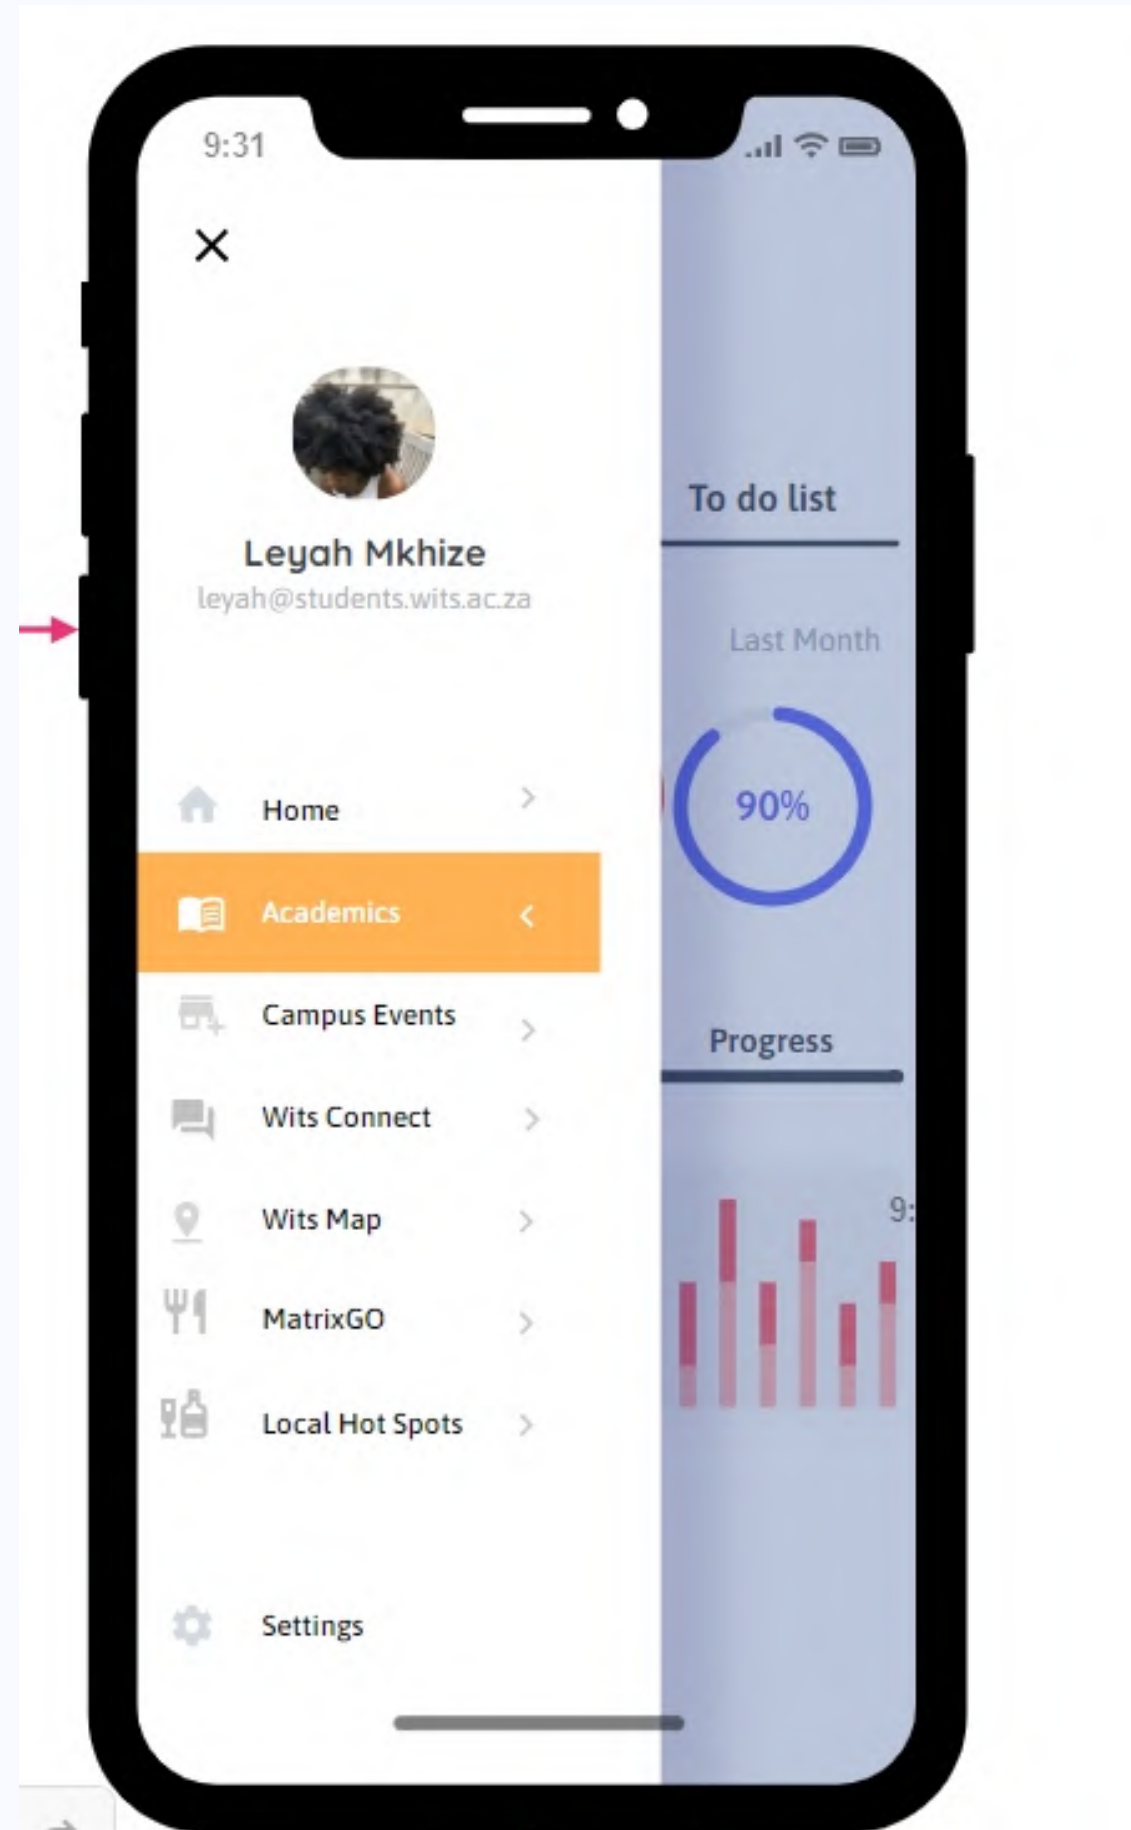 9:31
Leyah Mkhize
leyah@students.wits.ac.za
Home
Academics
Campus Events
Wits Connect
Wits Map
MatrixGO
Local Hot Spots
Settings
To do list
Last Month
90%
Progress
9: